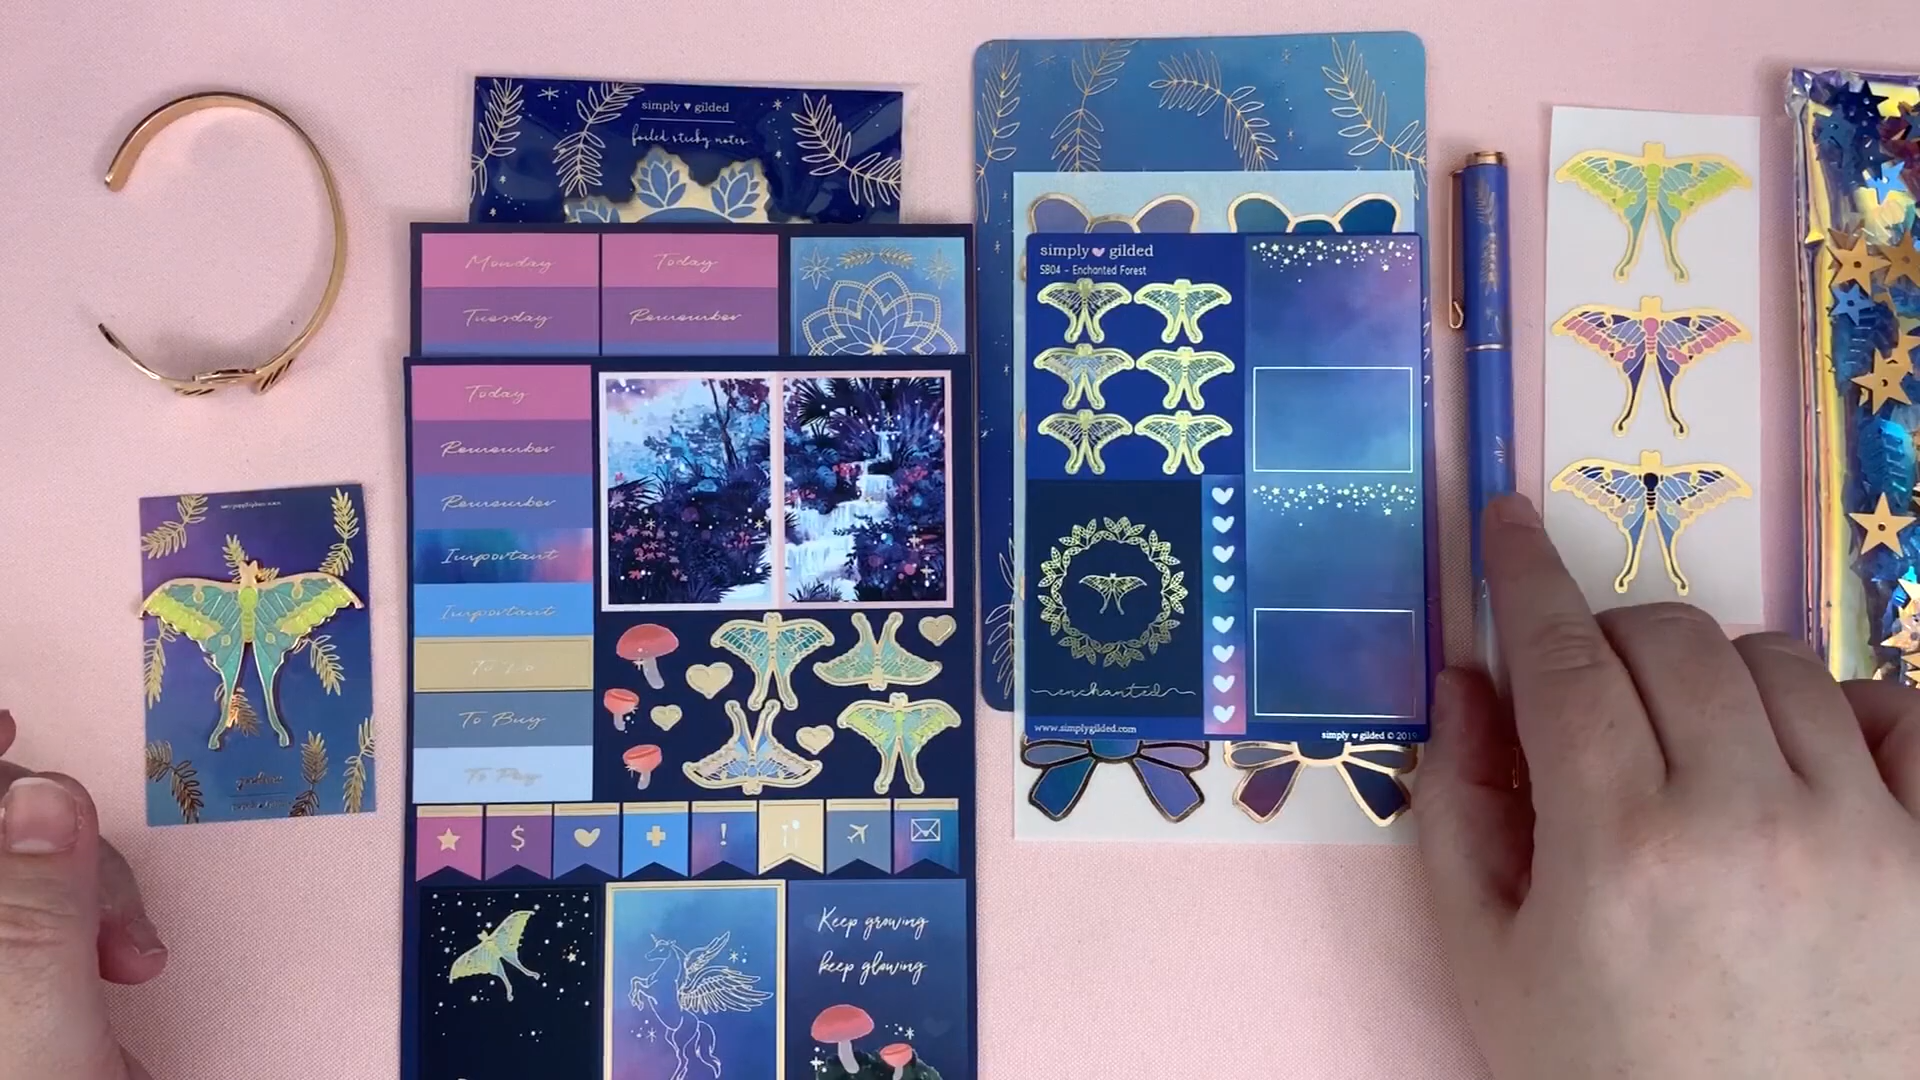 simply ♥ gilded
foiled sticky notes
Monday
Today
Tuesday
Remember
Today
Remember
Remember
Important
Important
To Do
To Buy
To Pay
$
!
Keep growing
keep glowing
simply ♥ gilded
SB04 - Enchanted Forest
enchanted
www.simplygilded.com
simply ♥ gilded © 2019